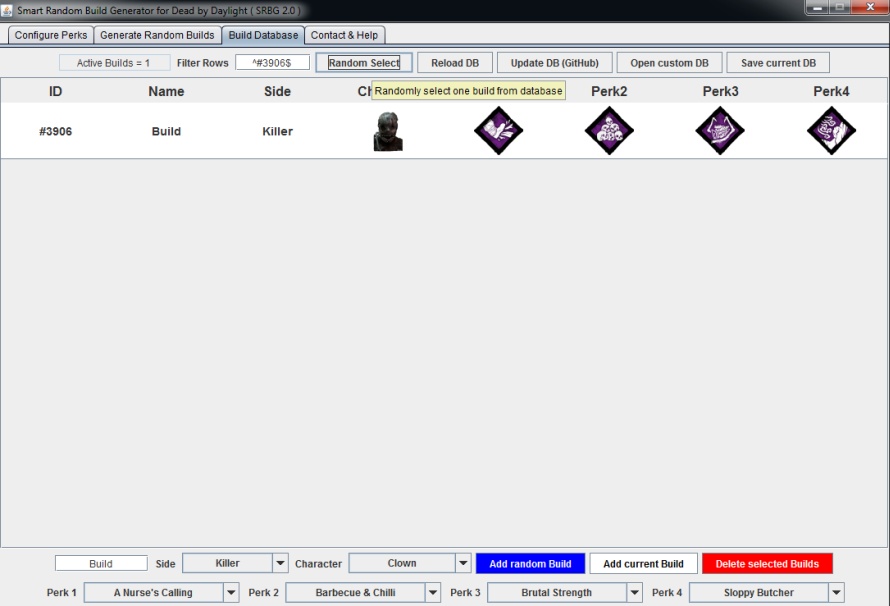 Smart Random Build Generator for Dead by Daylight ( SRBG 2.0 )
Configure Perks Generate Random Builds Build Database Contact & Help
Active Builds = 1 Filter Rows ^#3906$ Random Select Reload DB Update DB (GitHub) Open custom DB Save current DB
ID Name Side Ch Randomly select one build from database Perk2 Perk3 Perk4
#3906 Build Killer
Build Side Killer Character Clown Add random Build Add current Build Delete selected Builds
Perk 1 A Nurse's Calling Perk 2 Barbecue & Chilli Perk 3 Brutal Strength Perk 4 Sloppy Butcher